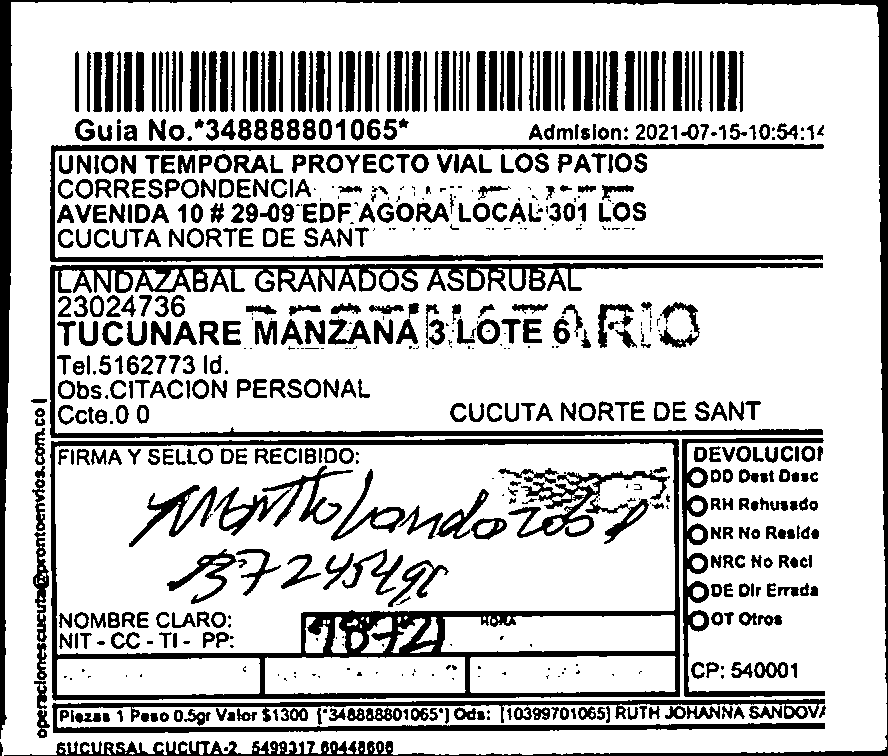 Guia No.*348888801065*
Admision: 2021-07-15-10:54:14
UNION TEMPORAL PROYECTO VIAL LOS PATIOS
CORRESPONDENCIA
AVENIDA 10 # 29-09 EDF AGORA LOCAL 301 LOS
CUCUTA NORTE DE SANT
LANDAZABAL GRANADOS ASDRUBAL
23024736
TUCUNARE MANZANA 3 LOTE 6
Tel.5162773 Id.
Obs.CITACION PERSONAL
Ccte.0 0
CUCUTA NORTE DE SANT
operacionescucuta@prontoenvios.com.co
FIRMA Y SELLO DE RECIBIDO:
NOMBRE CLARO:
NIT - CC - TI - PP:
HORA
DEVOLUCION
DD Dest Desc
RH Rehusado
NR No Reside
NRC No Recl
DE Dir Errada
OT Otros
CP: 540001
Piezas 1 Peso 0.5gr Valor $1300 [*348888801065*] Ods: [10399701065] RUTH JOHANNA SANDOVA
SUCURSAL CUCUTA-2 5499317 60448608